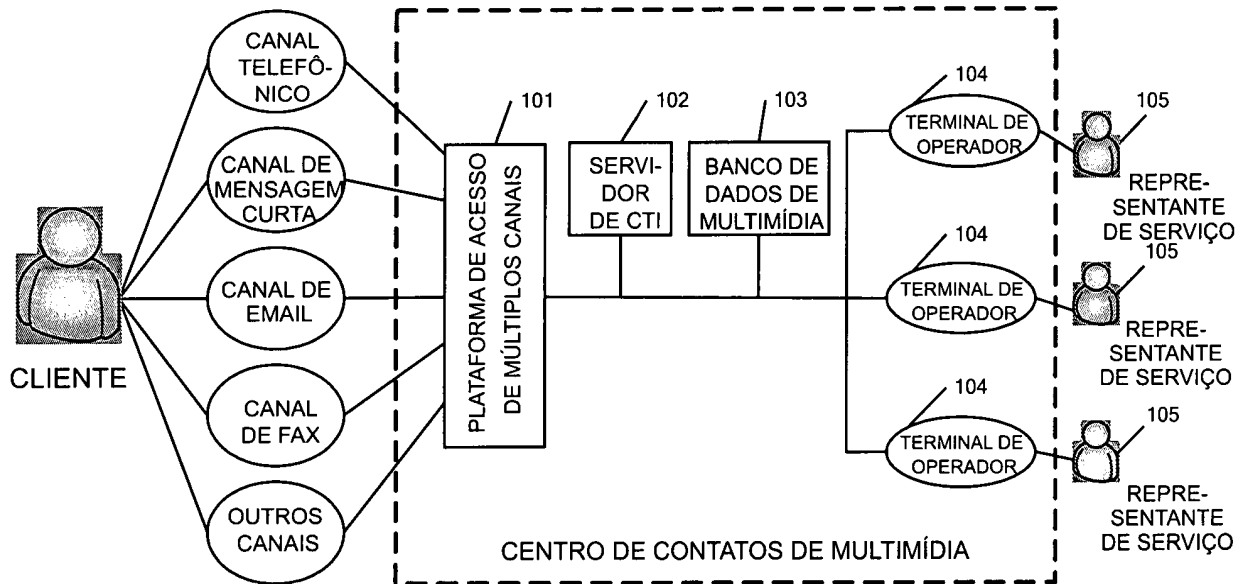 CANAL
TELEFÔ-
NICO
CANAL DE
MENSAGEM
CURTA
CANAL DE
EMAIL
CANAL
DE FAX
OUTROS
CANAIS
CLIENTE
101
PLATAFORMA DE ACESSO
DE MÚLTIPLOS CANAIS
102
SERVI-
DOR
DE CTI
103
BANCO DE
DADOS DE
MULTIMÍDIA
104
TERMINAL DE
OPERADOR
105
REPRE-
SENTANTE
DE SERVIÇO
104
TERMINAL DE
OPERADOR
105
REPRE-
SENTANTE
DE SERVIÇO
104
TERMINAL DE
OPERADOR
105
REPRE-
SENTANTE
DE SERVIÇO
CENTRO DE CONTATOS DE MULTIMÍDIA